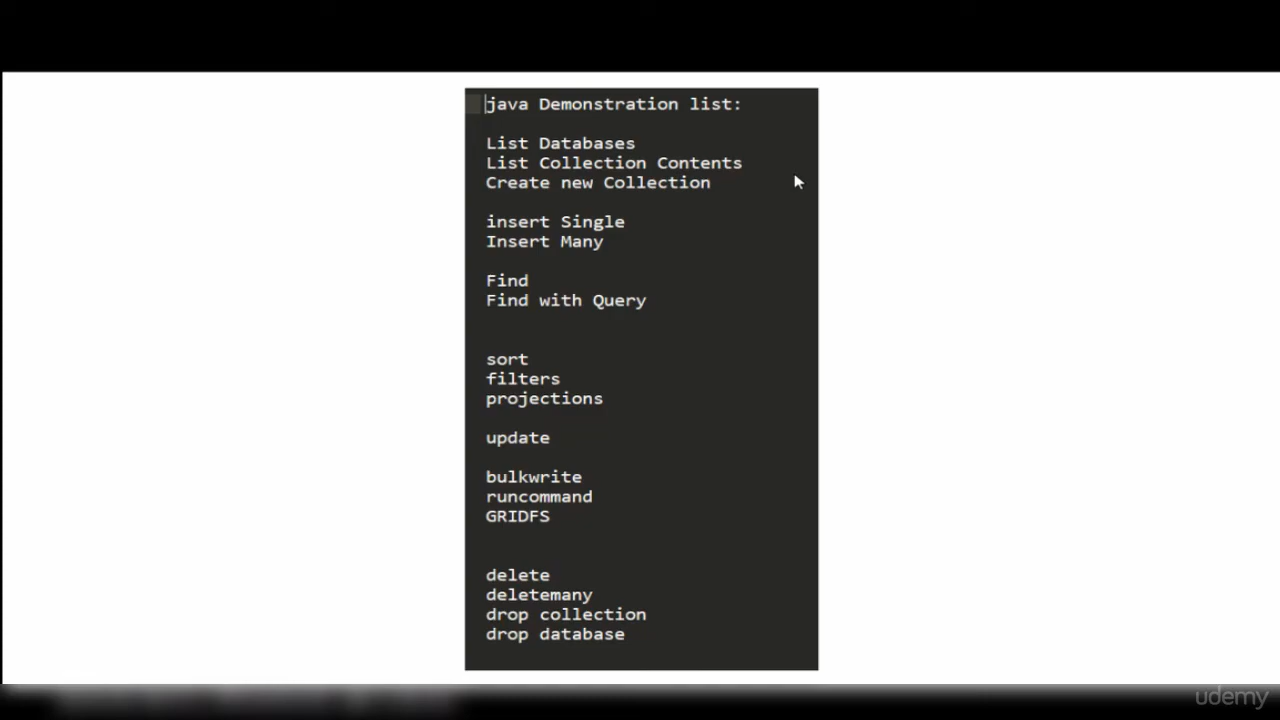 java Demonstration list:
List Databases
List Collection Contents
Create new Collection
insert Single
Insert Many
Find
Find with Query
sort
filters
projections
update
bulkwrite
runcommand
GRIDFS
delete
deletemany
drop collection
drop database
udemy